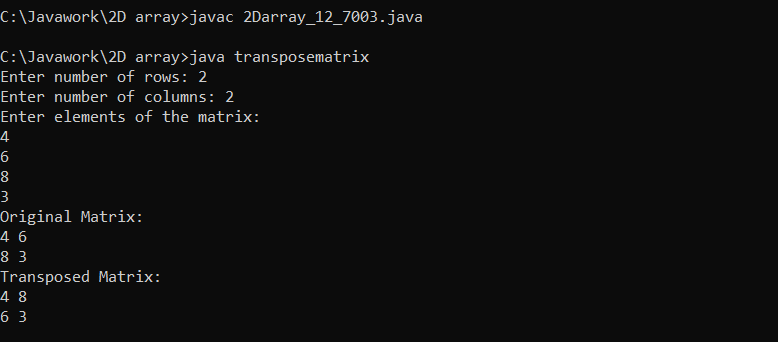 C:\Javawork\2D array>javac 2Darray_12_7003.java
C:\Javawork\2D array>java transposematrix
Enter number of rows: 2
Enter number of columns: 2
Enter elements of the matrix:
4
6
8
3
Original Matrix:
4 6
8 3
Transposed Matrix:
4 8
6 3